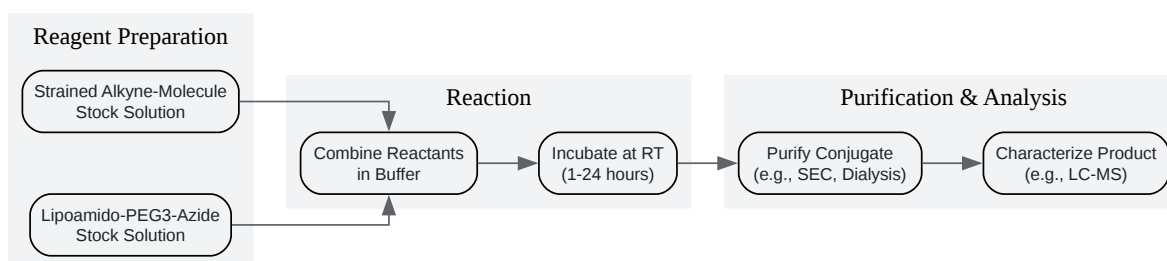 Reagent Preparation
Strained Alkyne-Molecule
Stock Solution
Lipoamido-PEG3-Azide
Stock Solution
Reaction
Combine Reactants
in Buffer
Incubate at RT
(1-24 hours)
Purification & Analysis
Purify Conjugate
(e.g., SEC, Dialysis)
Characterize Product
(e.g., LC-MS)